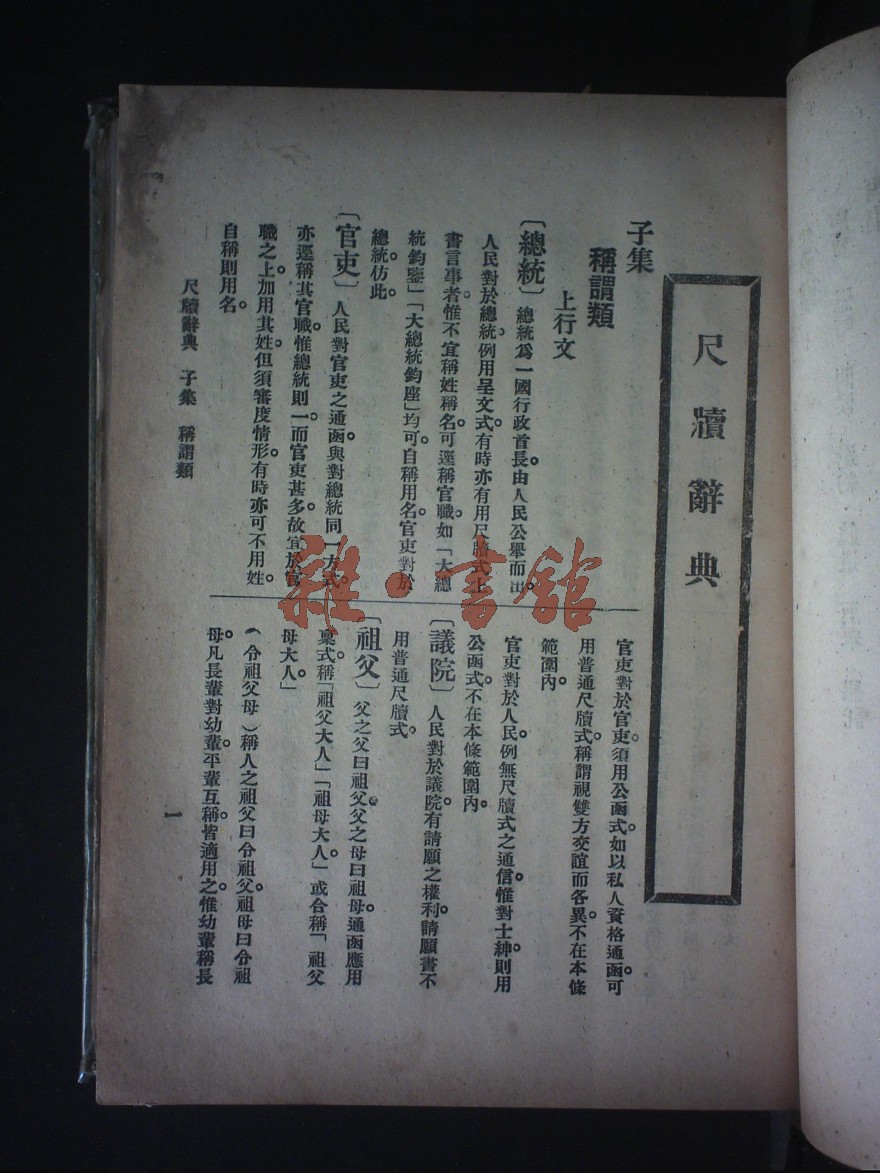 尺牘辭典
子集
稱謂類
上行文
〔總統〕總統爲一國行政首長。由人民公舉而出。
人民對於總統。例用呈文式。有時亦有用尺牘式上
書言事者。惟不宜稱姓稱名。可逕稱官職。如「大總
統鈞鑒」「大總統鈞座」均可。自稱用名。官吏對於
總統仿此。
〔官吏〕人民對官吏之通函。與對總統同一方式。
亦逕稱其官職。惟總統則一。而官吏甚多。故宜於官
職之上。加用其姓。但須審度情形。有時亦可不用姓。
自稱則用名。
官吏對於官吏。須用公函式。如以私人資格通函。可
用普通尺牘式。稱謂視雙方交誼而各異。不在本條
範圍內。
官吏對於人民。例無尺牘式之通信。惟對士紳則用
公函式。不在本條範圍內。
〔議院〕人民對於議院。有請願之權利。請願書不
用普通尺牘式。
〔祖父〕父之父曰祖父。父之母曰祖母。通函應用
稟式。稱「祖父大人」「祖母大人」。或合稱「祖父
母大人」
（令祖父母）稱人之祖父曰令祖父。祖母曰令祖
母。凡長輩對幼輩。平輩互稱。皆適用之。惟幼輩稱長
尺牘辭典 子集 稱謂類
一
雜·書館